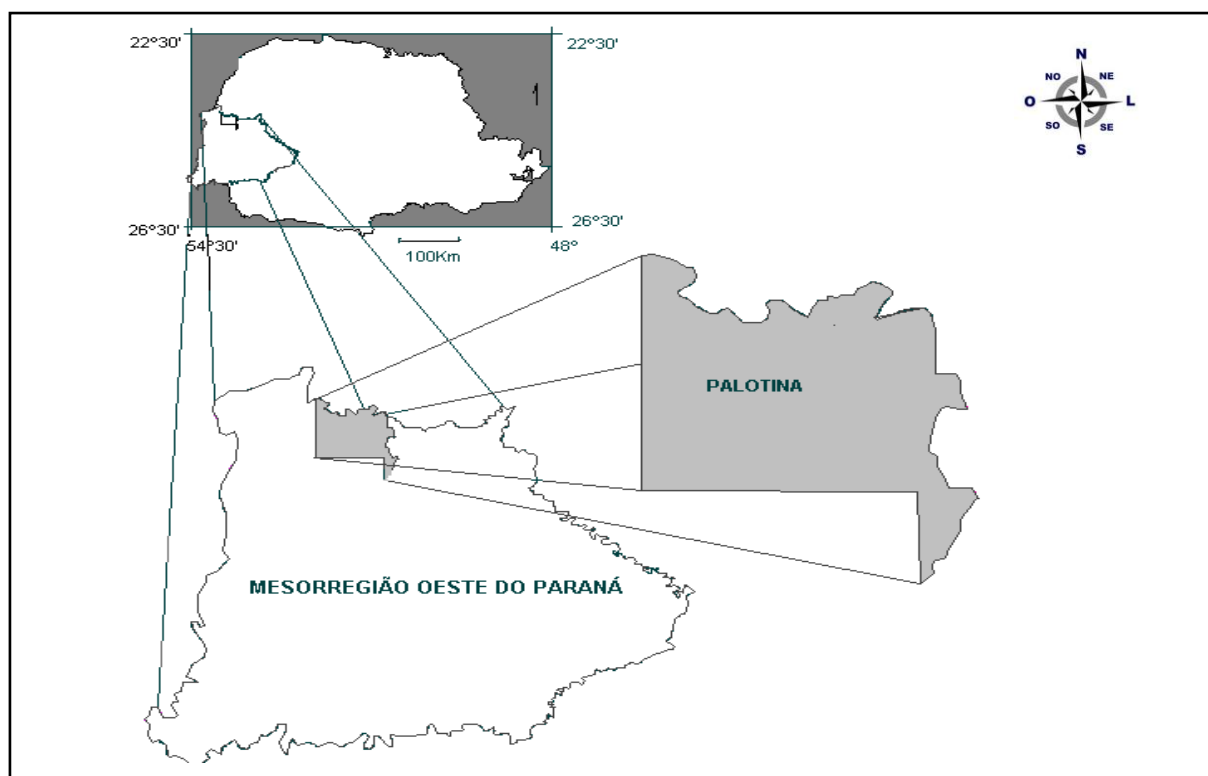 22°30'
22°30'
N
NO
NE
O
L
SO
SE
S
26°30'
26°30'
54°30'
48°
100Km
PALOTINA
MESORREGIÃO OESTE DO PARANÁ